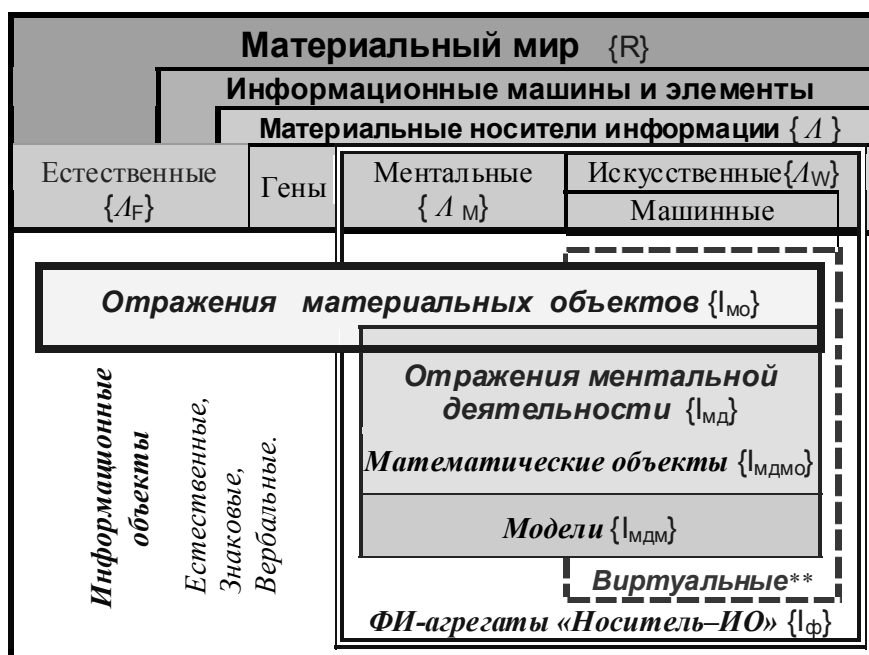 Материальный мир {R}
Информационные машины и элементы
Материальные носители информации {Λ}
Естественные
{ΛF}
Гены
Ментальные
{Λ М}
Искусственные{ΛW}
Машинные
Отражения материальных объектов {Iмо}
Отражения ментальной
деятельности {Iмд}
Математические объекты {Iмдмо}
Модели {Iмдм}
Виртуальные**
ФИ-агрегаты «Носитель–ИО» {Iф}
Информационные
объекты
Естественные,
Знаковые,
Вербальные.